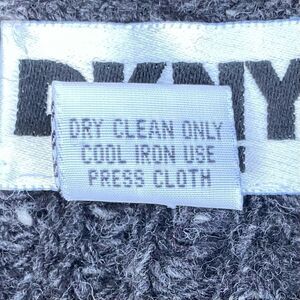 DKNY
DRY CLEAN ONLY
COOL IRON USE
PRESS CLOTH